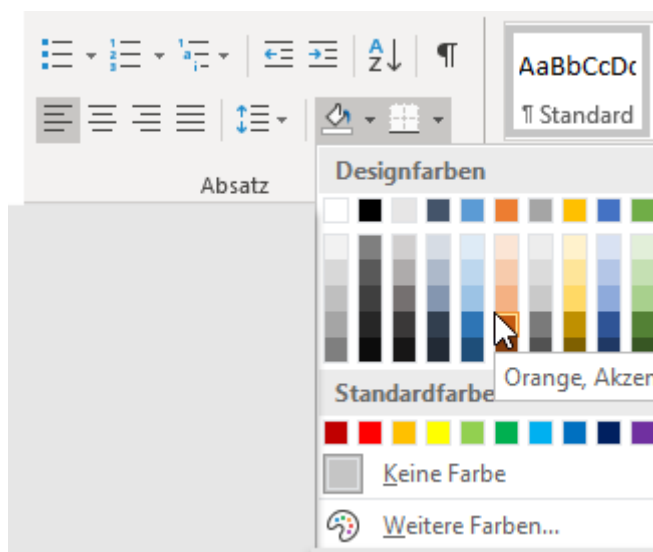 AaBbCcDc
¶ Standard
Absatz
Designfarben
Orange, Akzen
Standardfarbe
Keine Farbe
Weitere Farben...